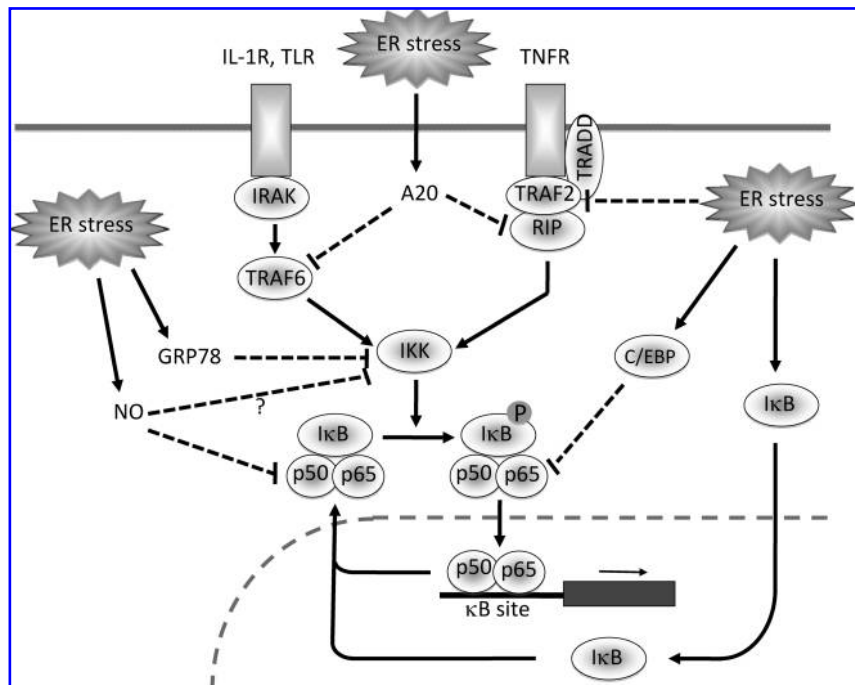 ER stress
IL-1R, TLR
TNFR
TRADD
IRAK
A20
TRAF2
RIP
ER stress
ER stress
TRAF6
GRP78
IKK
C/EBP
NO
?
IκB
IκB
P
IκB
p50
p65
p50
p65
p50
p65
κB site
IκB